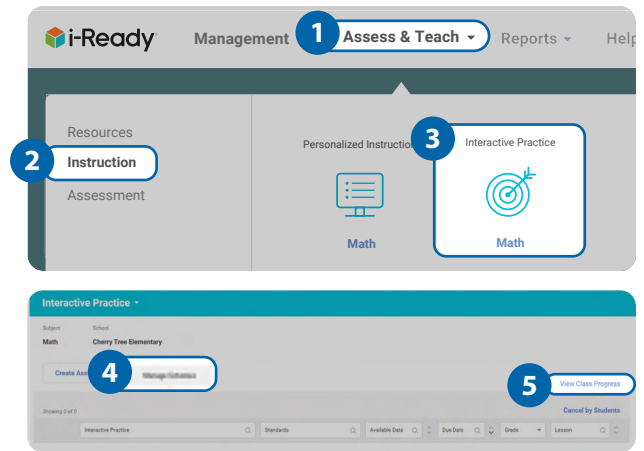 i-Ready Management 1 Assess & Teach Reports Help
Resources
2 Instruction
Assessment
Personalized Instruction
3 Interactive Practice
Math
Math
Interactive Practice
Subject School
Math Cherry Tree Elementary
Create Ass 4
5 View Class Progress
Showing 0 of 0 Cancel by Students
Interactive Practice Standards Available Date Due Date Grade Lesson